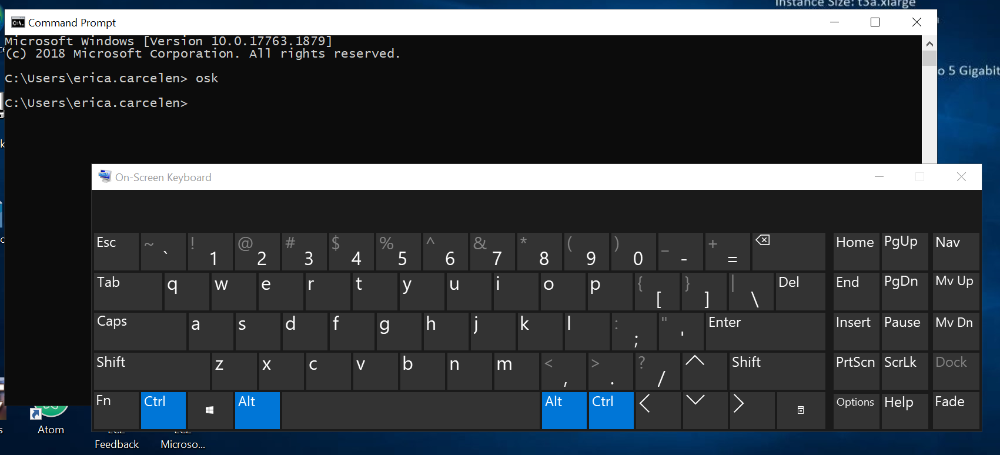 Instance Size: t3a.xlarge
Command Prompt
Microsoft Windows [Version 10.0.17763.1879]
(c) 2018 Microsoft Corporation. All rights reserved.
o 5 Gigabit
C:\Users\erica.carcelen> osk
C:\Users\erica.carcelen>
On-Screen Keyboard
Esc ~ ` ! 1 @ 2 # 3 $ 4 % 5 ^ 6 & 7 * 8 ( 9 ) 0 _ - + = Home PgUp Nav
Tab q w e r t y u i o p { [ } ] | \ Del End PgDn Mv Up
Caps a s d f g h j k l : ; " ' Enter Insert Pause Mv Dn
Shift z x c v b n m < , > . ? / Shift PrtScn ScrLk Dock
Fn Ctrl Alt Alt Ctrl Options Help Fade
Atom
Feedback Microso...